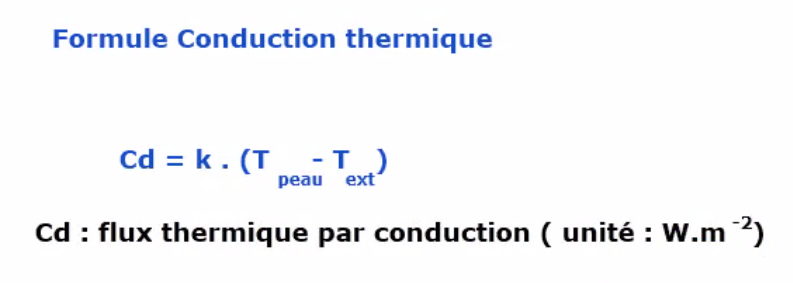 Formule Conduction thermique
Cd = k . (T peau - T ext)
Cd : flux thermique par conduction ( unité : W.m -2)